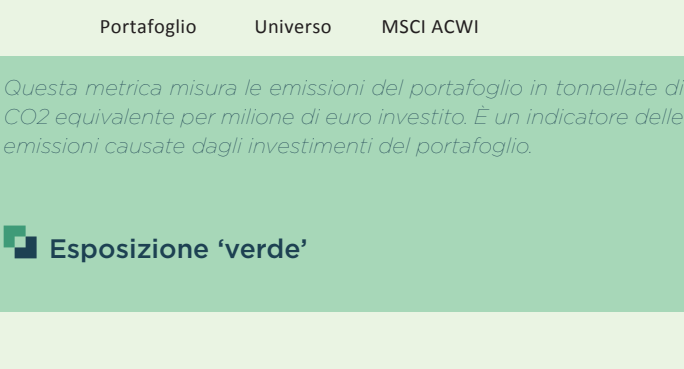 Portafoglio Universo MSCI ACWI
Questa metrica misura le emissioni del portafoglio in tonnellate di
CO2 equivalente per milione di euro investito. È un indicatore delle
emissioni causate dagli investimenti del portafoglio.
Esposizione ‘verde’